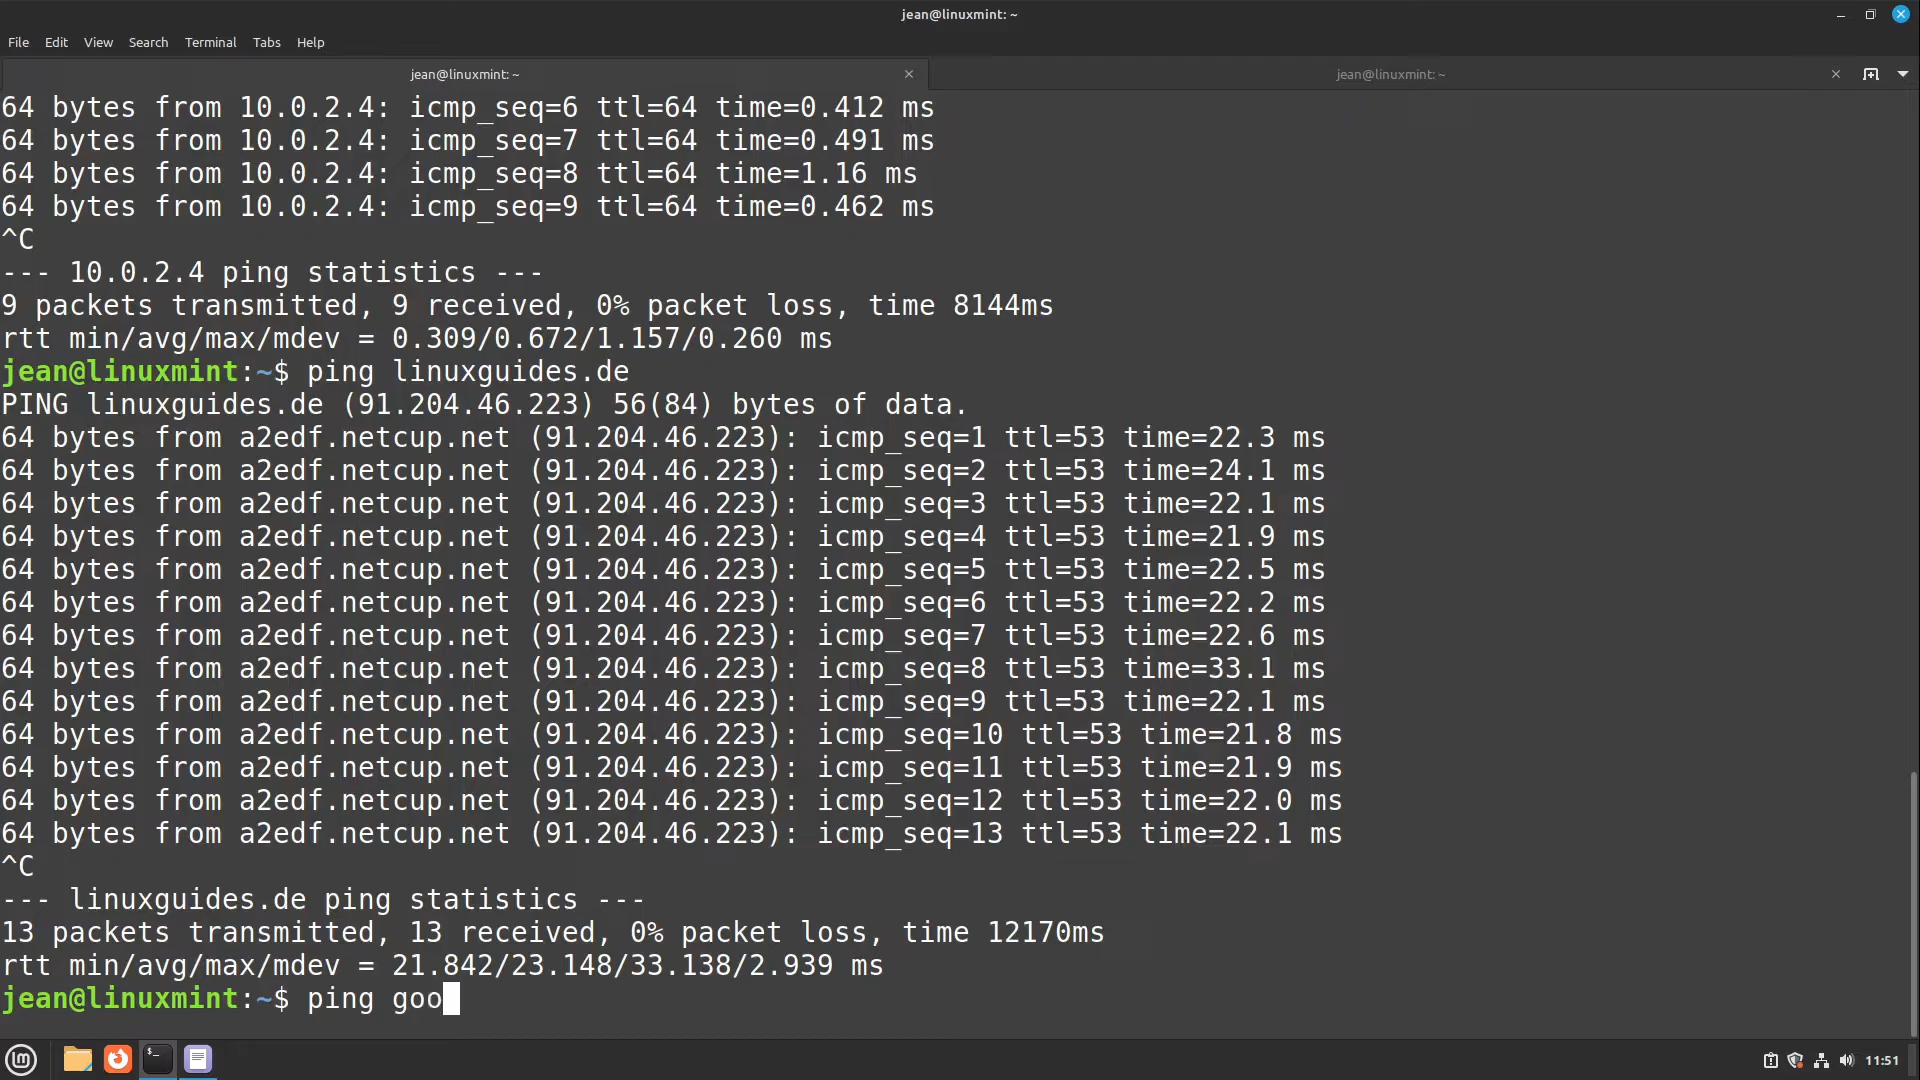 jean@linuxmint: ~
File Edit View Search Terminal Tabs Help
jean@linuxmint: ~ jean@linuxmint: ~
64 bytes from 10.0.2.4: icmp_seq=6 ttl=64 time=0.412 ms
64 bytes from 10.0.2.4: icmp_seq=7 ttl=64 time=0.491 ms
64 bytes from 10.0.2.4: icmp_seq=8 ttl=64 time=1.16 ms
64 bytes from 10.0.2.4: icmp_seq=9 ttl=64 time=0.462 ms
^C
--- 10.0.2.4 ping statistics ---
9 packets transmitted, 9 received, 0% packet loss, time 8144ms
rtt min/avg/max/mdev = 0.309/0.672/1.157/0.260 ms
jean@linuxmint:~$ ping linuxguides.de
PING linuxguides.de (91.204.46.223) 56(84) bytes of data.
64 bytes from a2edf.netcup.net (91.204.46.223): icmp_seq=1 ttl=53 time=22.3 ms
64 bytes from a2edf.netcup.net (91.204.46.223): icmp_seq=2 ttl=53 time=24.1 ms
64 bytes from a2edf.netcup.net (91.204.46.223): icmp_seq=3 ttl=53 time=22.1 ms
64 bytes from a2edf.netcup.net (91.204.46.223): icmp_seq=4 ttl=53 time=21.9 ms
64 bytes from a2edf.netcup.net (91.204.46.223): icmp_seq=5 ttl=53 time=22.5 ms
64 bytes from a2edf.netcup.net (91.204.46.223): icmp_seq=6 ttl=53 time=22.2 ms
64 bytes from a2edf.netcup.net (91.204.46.223): icmp_seq=7 ttl=53 time=22.6 ms
64 bytes from a2edf.netcup.net (91.204.46.223): icmp_seq=8 ttl=53 time=33.1 ms
64 bytes from a2edf.netcup.net (91.204.46.223): icmp_seq=9 ttl=53 time=22.1 ms
64 bytes from a2edf.netcup.net (91.204.46.223): icmp_seq=10 ttl=53 time=21.8 ms
64 bytes from a2edf.netcup.net (91.204.46.223): icmp_seq=11 ttl=53 time=21.9 ms
64 bytes from a2edf.netcup.net (91.204.46.223): icmp_seq=12 ttl=53 time=22.0 ms
64 bytes from a2edf.netcup.net (91.204.46.223): icmp_seq=13 ttl=53 time=22.1 ms
^C
--- linuxguides.de ping statistics ---
13 packets transmitted, 13 received, 0% packet loss, time 12170ms
rtt min/avg/max/mdev = 21.842/23.148/33.138/2.939 ms
jean@linuxmint:~$ ping goo
11:51